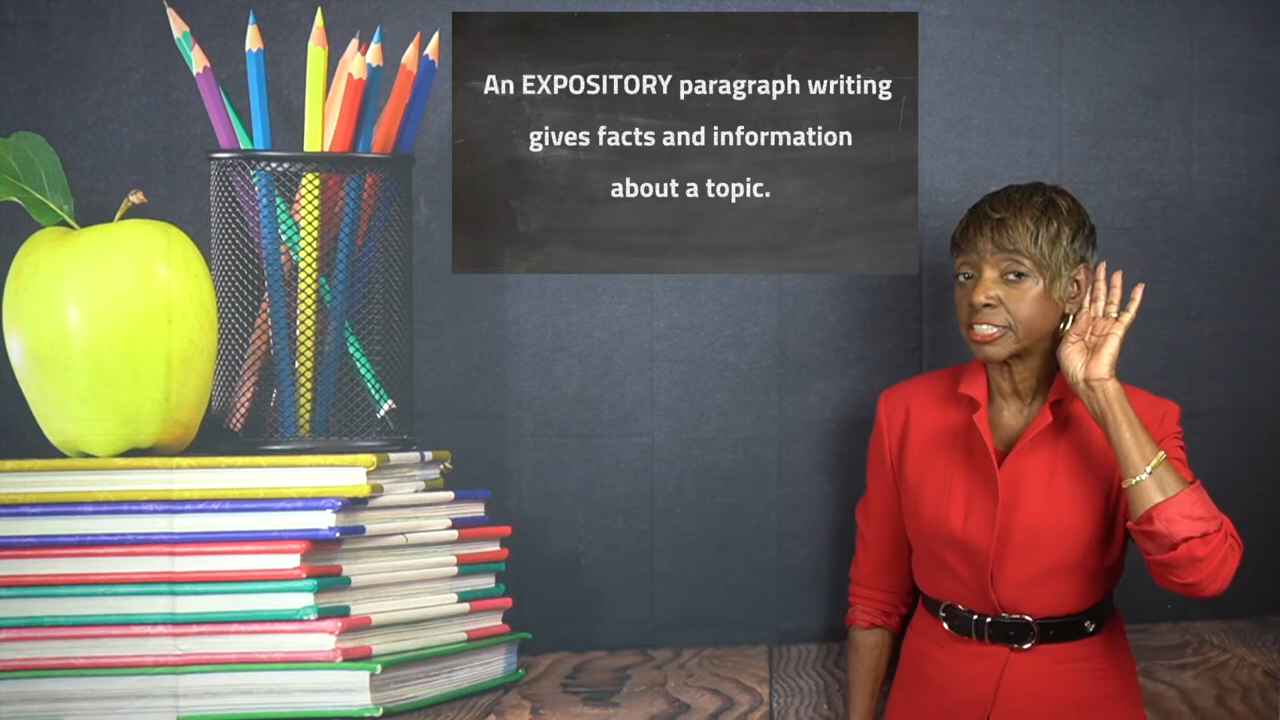 An EXPOSITORY paragraph writing
gives facts and information
about a topic.